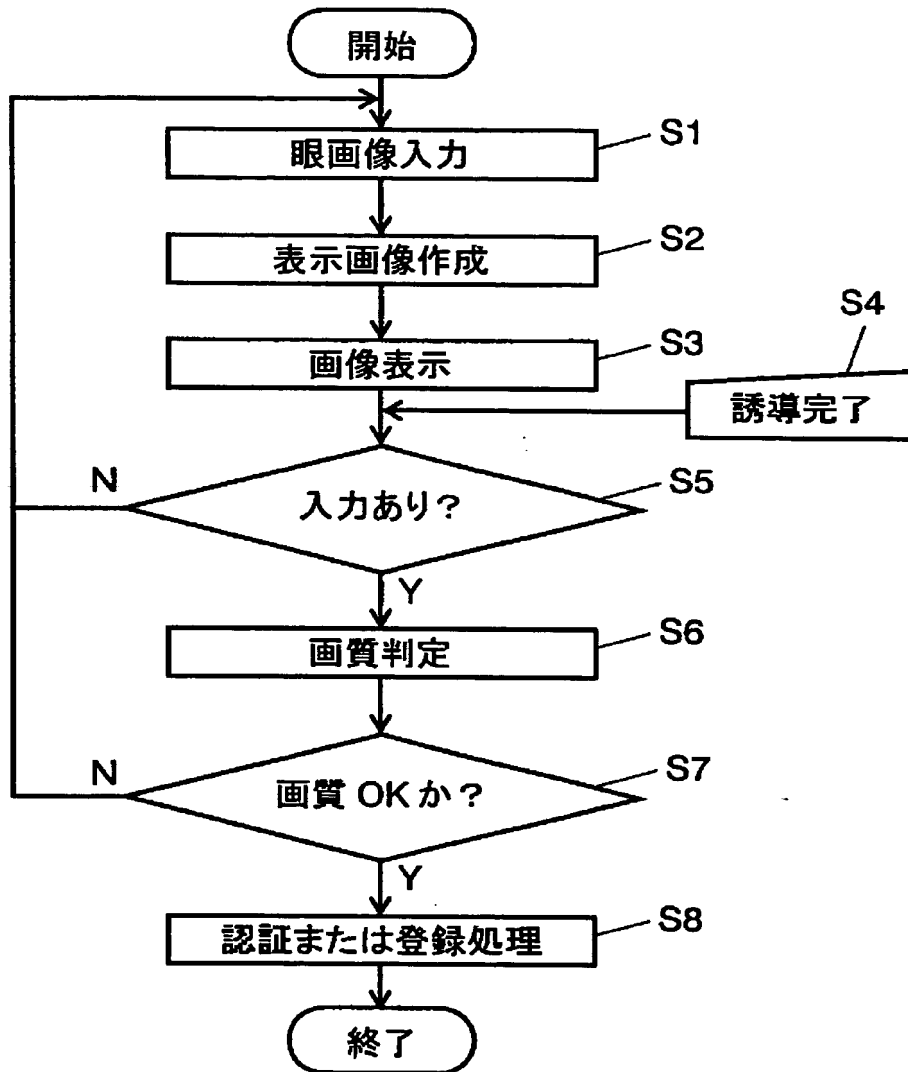 開始
眼画像入力
S1
表示画像作成
S2
画像表示
S3
S4
誘導完了
入力あり？
S5
N
Y
画質判定
S6
画質 OK か？
S7
N
Y
認証または登録処理
S8
終了